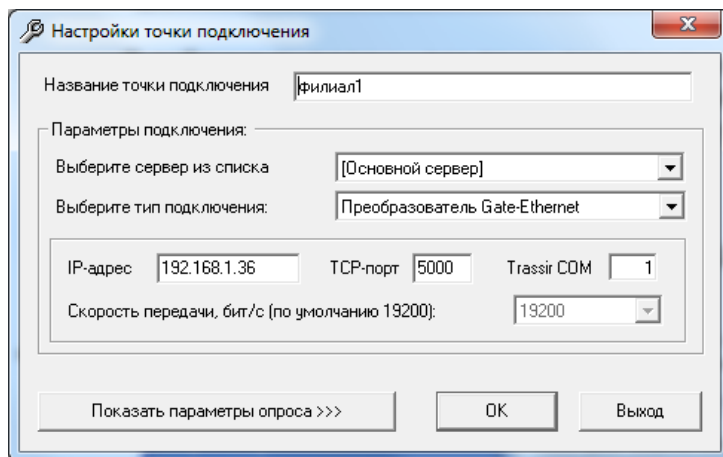 Настройки точки подключения
Название точки подключения филиал1
Параметры подключения:
Выберите сервер из списка [Основной сервер]
Выберите тип подключения: Преобразователь Gate-Ethernet
IP-адрес 192.168.1.36 TCP-порт 5000 Trassir COM 1
Скорость передачи, бит/с (по умолчанию 19200): 19200
Показать параметры опроса >>> OK Выход